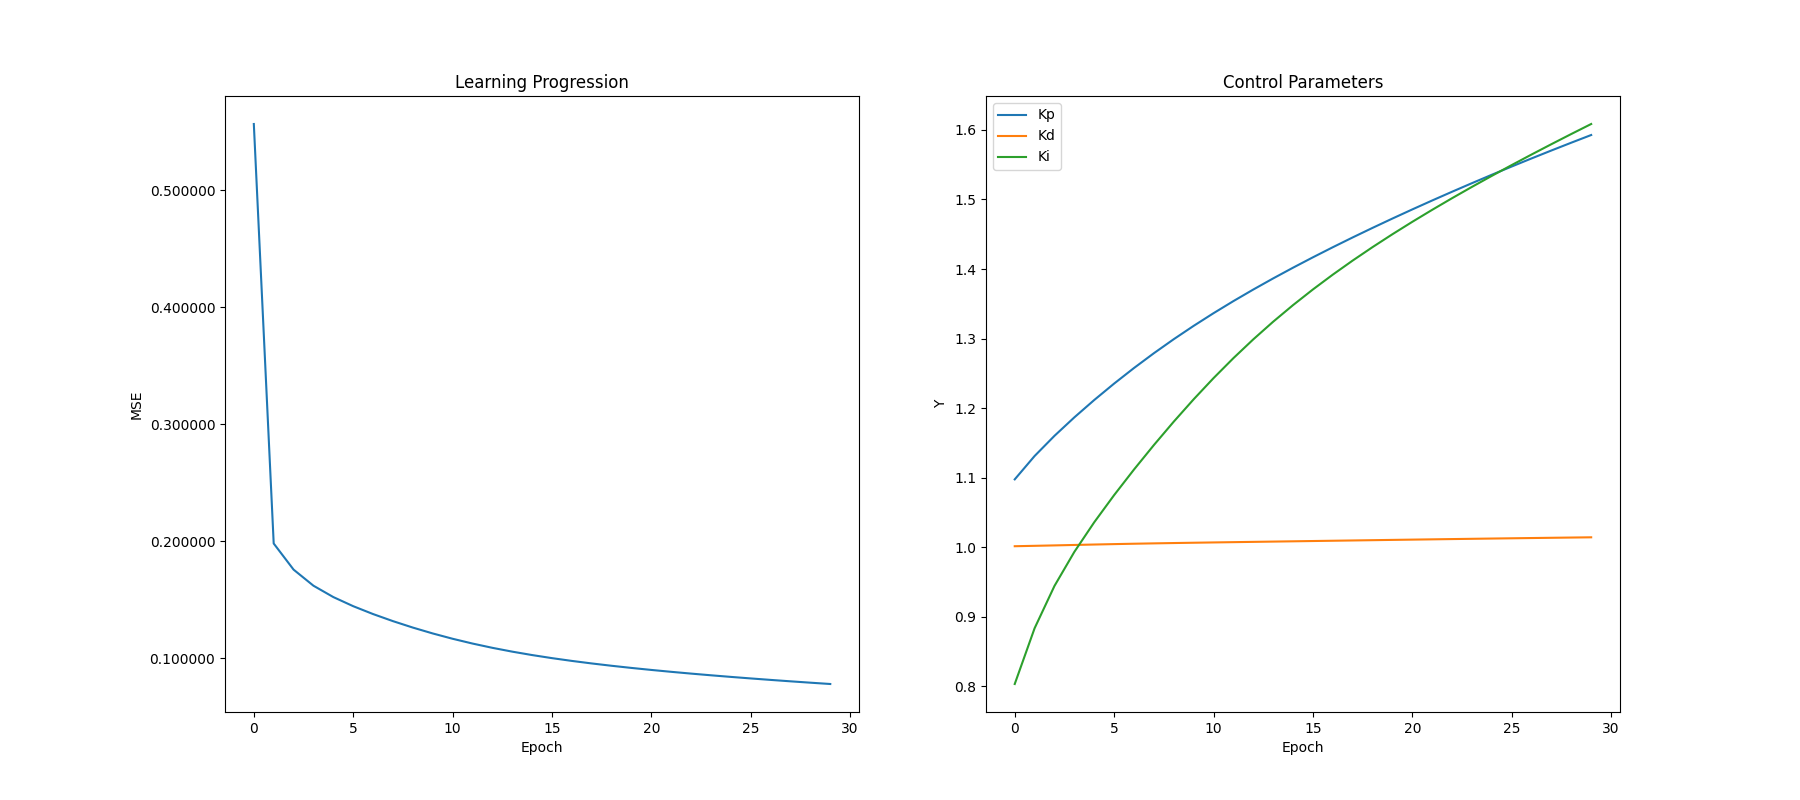 Learning Progression
MSE
0.500000
0.400000
0.300000
0.200000
0.100000
0 5 10 15 20 25 30
Epoch
Control Parameters
Kp
Kd
Ki
Y
1.6
1.5
1.4
1.3
1.2
1.1
1.0
0.9
0.8
0 5 10 15 20 25 30
Epoch